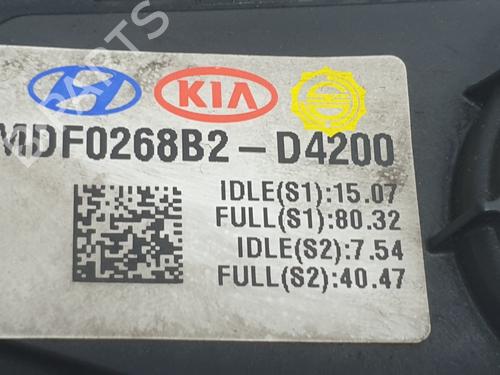 KIA
MDF0268B2-D4200
IDLE(S1):15.07
FULL(S1):80.32
IDLE(S2):7.54
FULL(S2):40.47